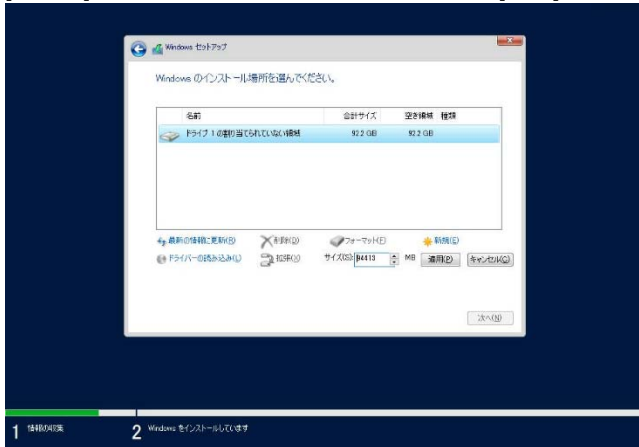 Windows セットアップ
Windows のインストール場所を選んでください。
名前 合計サイズ 空き領域 種類
ドライブ 1 の割り当てられていない領域 92.2 GB 92.2 GB
最新の情報に更新(R) 削除(D) フォーマット(F) 新規(E)
ドライバーの読み込み(L) 拡張(X) サイズ(S): 94413 MB 適用(P) キャンセル(C)
次へ(N)
1 情報の収集 2 Windows をインストールしています